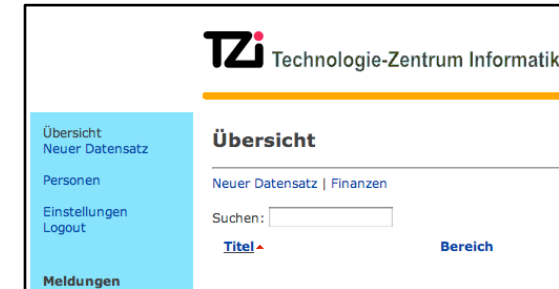 TZi Technologie-Zentrum Informatik
Übersicht
Neuer Datensatz
Personen
Einstellungen
Logout
Meldungen
Übersicht
Neuer Datensatz | Finanzen
Suchen:
Titel Bereich